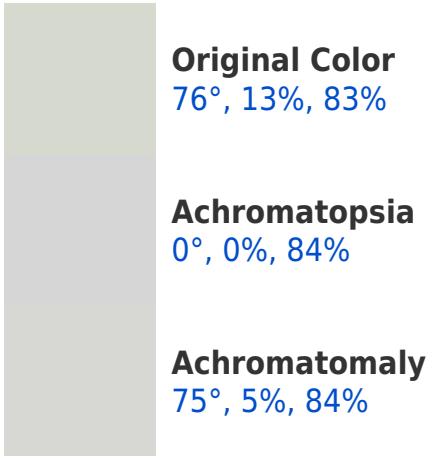 Original Color
76°, 13%, 83%
Achromatopsia
0°, 0%, 84%
Achromatomaly
75°, 5%, 84%